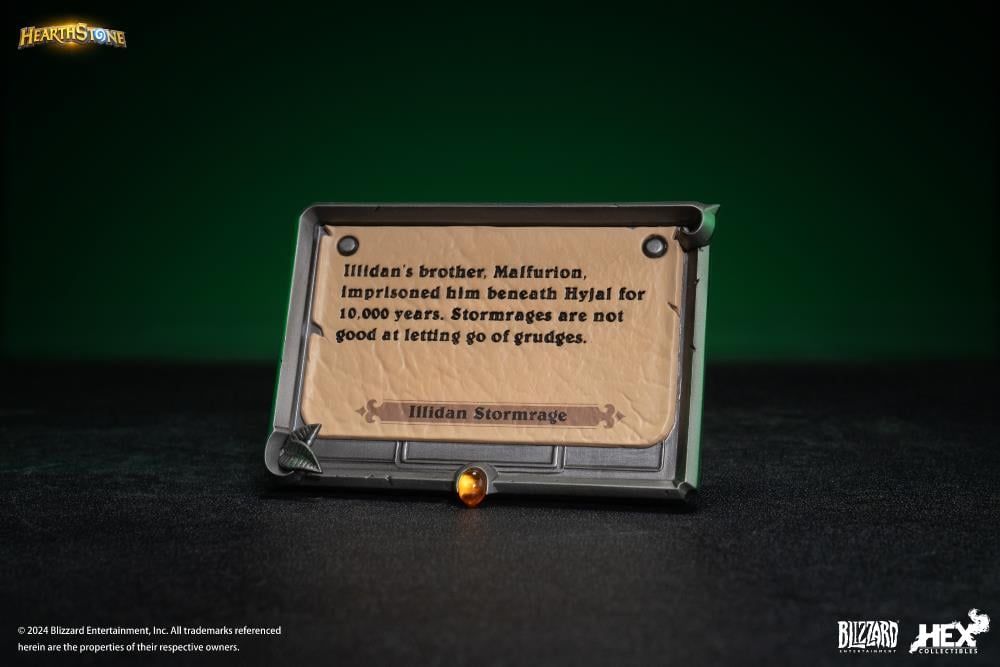 HEARTHSTONE
Illidan's brother, Malfurion,
imprisoned him beneath Hyjal for
10,000 years. Stormrages are not
good at letting go of grudges.
Illidan Stormrage
© 2024 Blizzard Entertainment, Inc. All trademarks referenced
herein are the properties of their respective owners.
BLIZZARD
ENTERTAINMENT
HEX
COLLECTIBLES